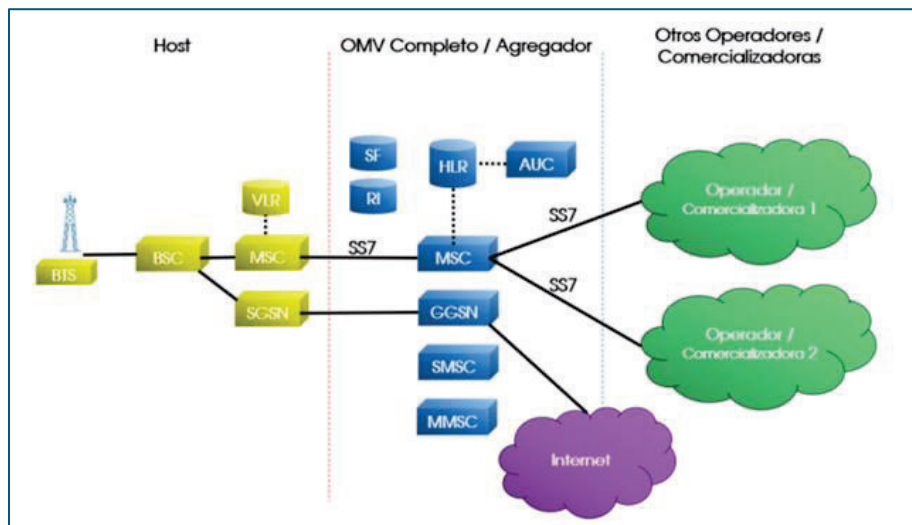 Host
OMV Completo / Agregador
Otros Operadores /
Comercializadoras
SF
HLR
AUC
RI
VLR
Operador /
Comercializadora 1
SS7
BTS
BSC
MSC
SS7
MSC
SS7
SGSN
GGSN
Operador /
Comercializadora 2
SMSC
MMSC
Internet